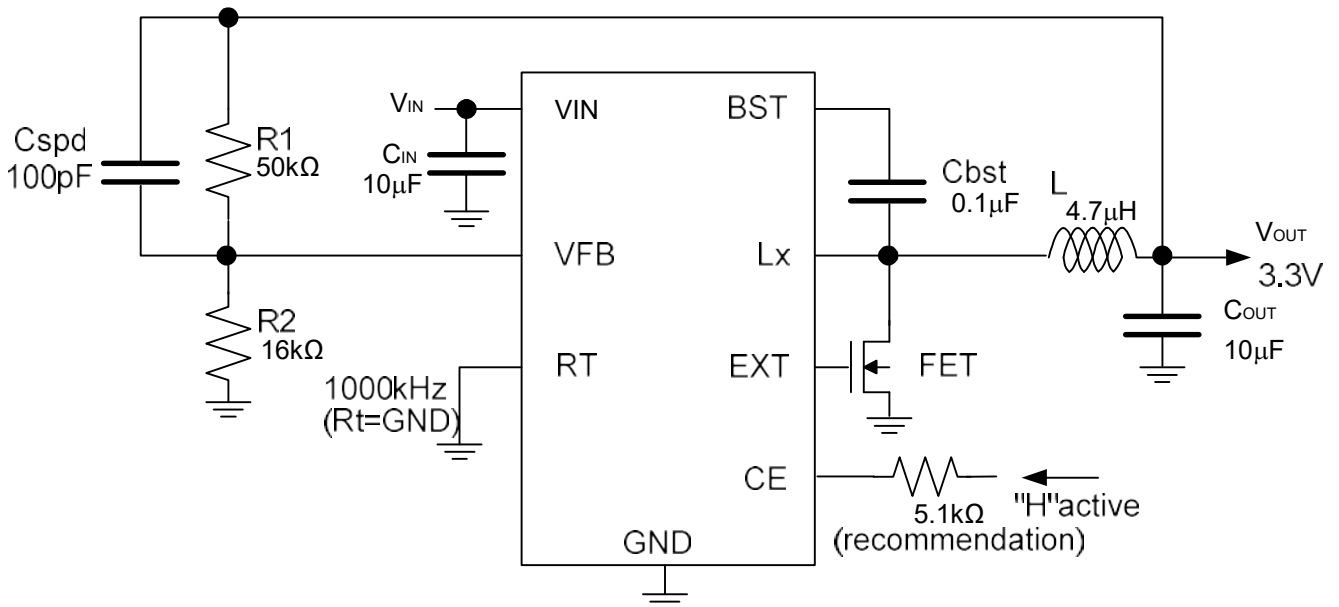 Cspd
100pF
R1
50kΩ
R2
16kΩ
VIN
CIN
10μF
VIN
BST
VFB
Lx
RT
EXT
CE
GND
1000kHz
(Rt=GND)
Cbst
0.1μF
L
4.7μH
VOUT
3.3V
COUT
10μF
FET
5.1kΩ
"H"active
(recommendation)